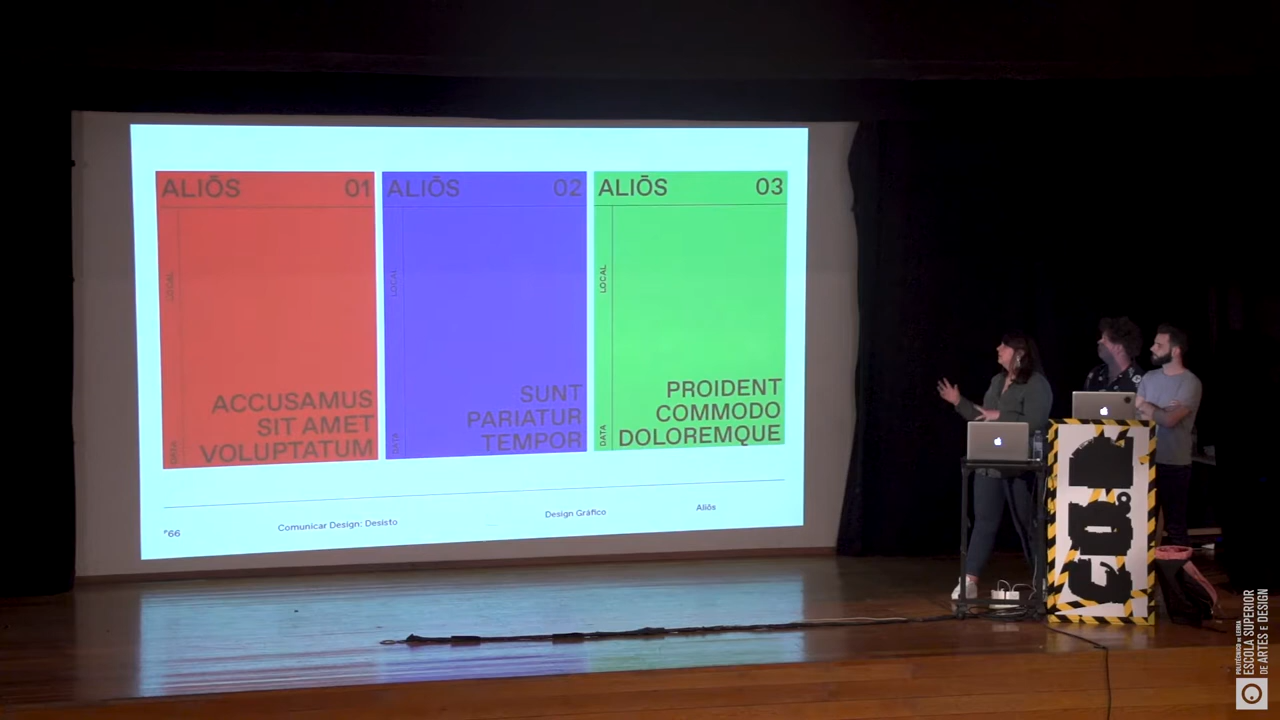 ALIŌS 01
LOCAL
DATA
ACCUSAMUS
SIT AMET
VOLUPTATUM
ALIŌS 02
LOCAL
DATA
SUNT
PARIATUR
TEMPOR
ALIŌS 03
LOCAL
DATA
PROIDENT
COMMODO
DOLOREMQUE
Comunicar Design: Desisto
Design Gráfico
Aliōs
CO.D
POLITÉCNICO DE LEIRIA
ESCOLA SUPERIOR
DE ARTES E DESIGN